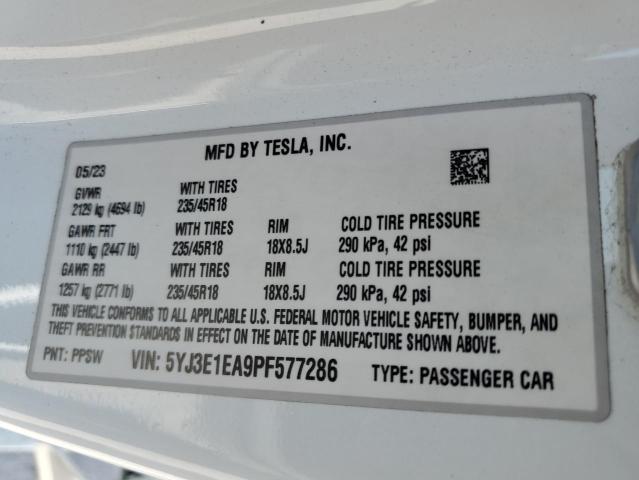 MFD BY TESLA, INC.
05/23
GVWR WITH TIRES
2129 kg (4694 lb) 235/45R18
GAWR FRT WITH TIRES RIM COLD TIRE PRESSURE
1110 kg (2447 lb) 235/45R18 18X8.5J 290 kPa, 42 psi
GAWR RR WITH TIRES RIM COLD TIRE PRESSURE
1257 kg (2771 lb) 235/45R18 18X8.5J 290 kPa, 42 psi
THIS VEHICLE CONFORMS TO ALL APPLICABLE U.S. FEDERAL MOTOR VEHICLE SAFETY, BUMPER, AND
THEFT PREVENTION STANDARDS IN EFFECT ON THE DATE OF MANUFACTURE SHOWN ABOVE.
PNT: PPSW VIN: 5YJ3E1EA9PF577286 TYPE: PASSENGER CAR